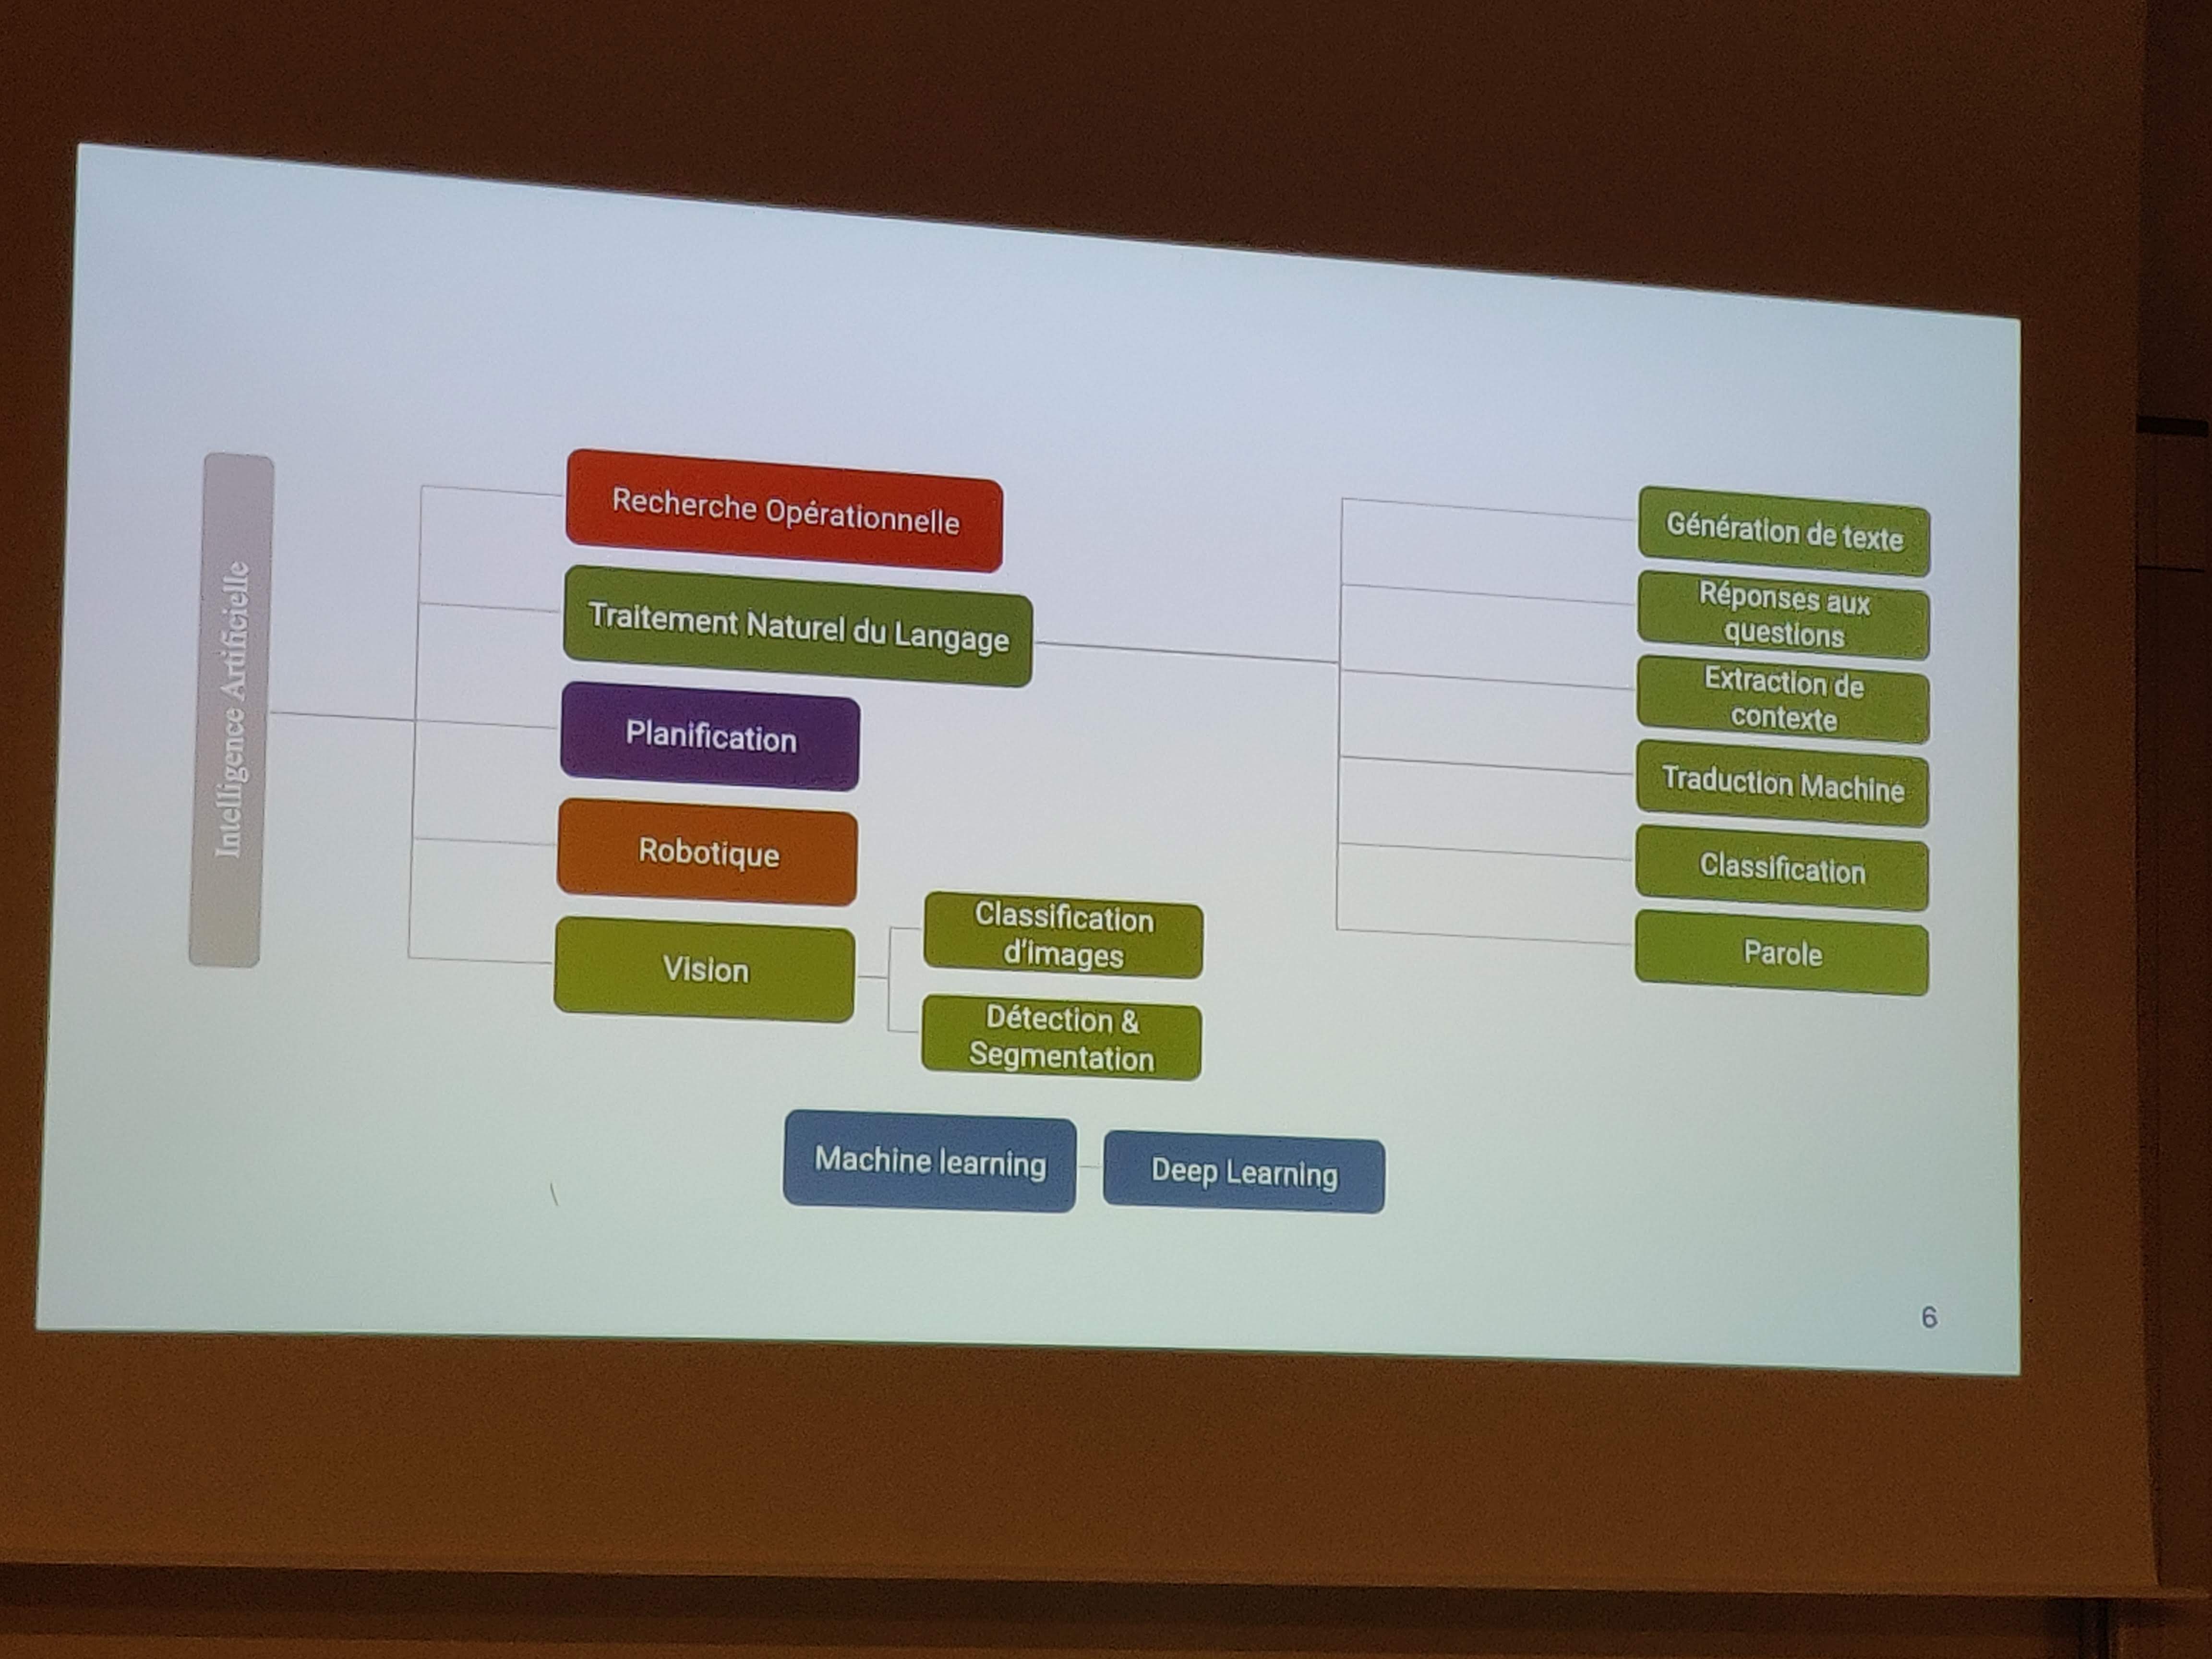 Intelligence Artificielle
Recherche Opérationnelle
Traitement Naturel du Langage
Planification
Robotique
Vision
Classification
d'images
Détection &
Segmentation
Génération de texte
Réponses aux
questions
Extraction de
contexte
Traduction Machine
Classification
Parole
Machine learning
Deep Learning
6